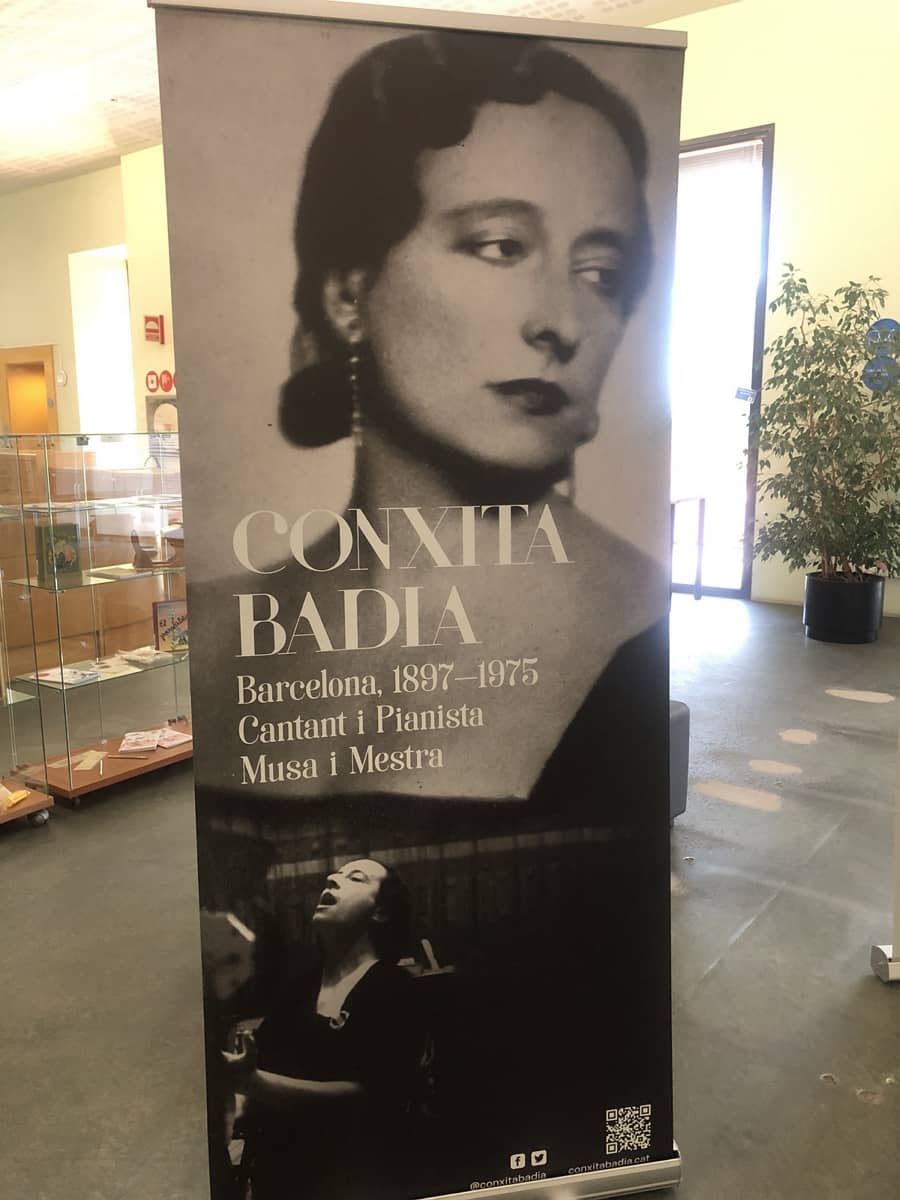 CONXITA
BADIA
Barcelona, 1897–1975
Cantant i Pianista
Musa i Mestra
@conxitabadia
conxitabadia.cat